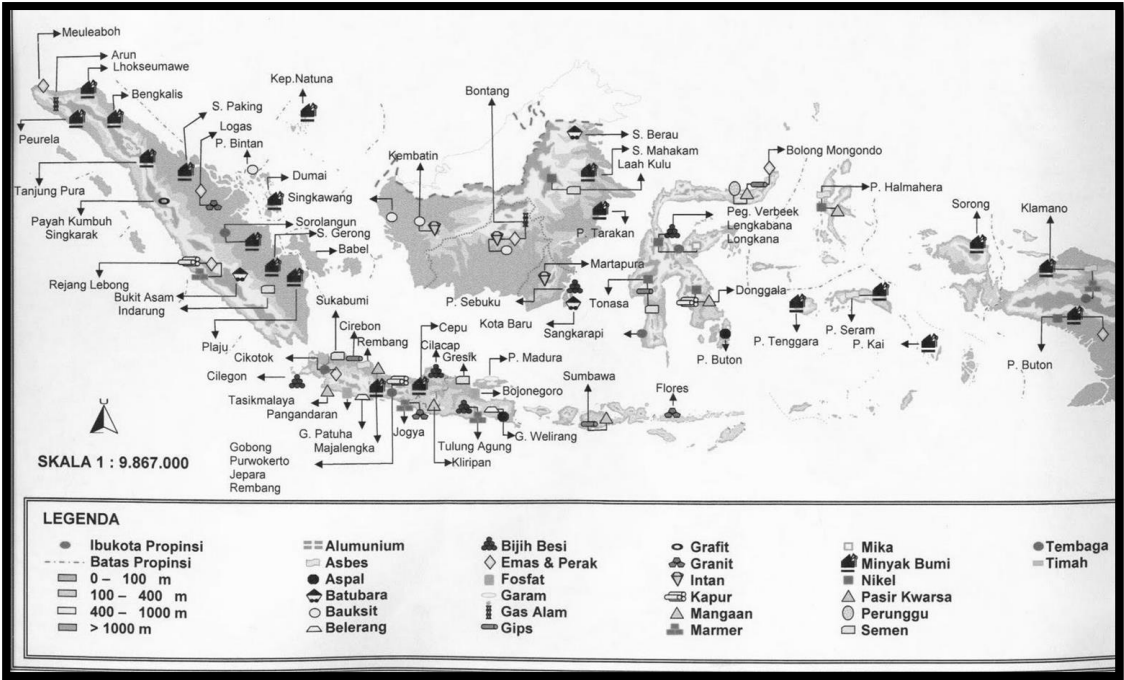 Meuleaboh
Arun
Lhokseumawe
Bengkalis
Peurela
Tanjung Pura
Payah Kumbuh
Singkarak
S. Paking
Logas
P. Bintan
Kep.Natuna
Dumai
Singkawang
Sorolangun
S. Gerong
Babel
Rejang Lebong
Bukit Asam
Indarung
Plaju
Kembatin
Bontang
S. Berau
S. Mahakam
Laah Kulu
P. Tarakan
Martapura
P. Sebuku
Kota Baru
Bolong Mongondo
Peg. Verbeek
Lengkabana
Longkana
Tonasa
Sangkarapi
Donggala
P. Buton
P. Halmahera
Sorong
Klamano
P. Tenggara
P. Seram
P. Kai
P. Buton
Sukabumi
Cirebon
Rembang
Cikotok
Cilegon
Tasikmalaya
Pangandaran
Cepu
Cilacap
Gresik
P. Madura
Bojonegoro
G. Patuha
Majalengka
Jogya
Tulung Agung
Kliripan
G. Welirang
Sumbawa
Flores
Gobong
Purwokerto
Jepara
Rembang
U
SKALA 1 : 9.867.000
LEGENDA
Ibukota Propinsi
Batas Propinsi
0 – 100 m
100 – 400 m
400 – 1000 m
> 1000 m
Alumunium
Asbes
Aspal
Batubara
Bauksit
Belerang
Bijih Besi
Emas & Perak
Fosfat
Garam
Gas Alam
Gips
Grafit
Granit
Intan
Kapur
Mangaan
Marmer
Mika
Minyak Bumi
Nikel
Pasir Kwarsa
Perunggu
Semen
Tembaga
Timah